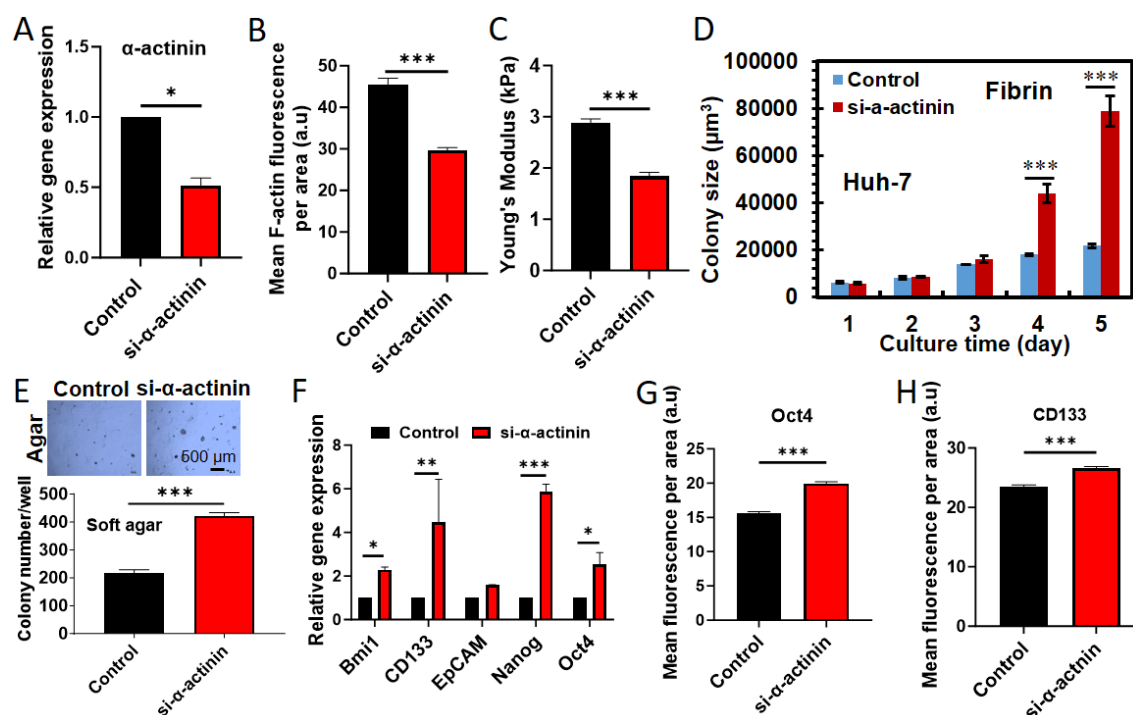 A
α-actinin
Relative gene expression
1.5
1.0
0.5
0.0
*
Control
si-α-actinin
B
Mean F-actin fluorescence
per area (a.u)
50
40
30
20
10
0
***
Control
si-α-actinin
C
Young's Modulus (kPa)
4
3
2
1
0
***
Control
si-α-actinin
D
Colony size (μm³)
100000
80000
60000
40000
20000
0
Control
si-a-actinin
Fibrin
Huh-7
***
***
1 2 3 4 5
Culture time (day)
E
Control si-α-actinin
Agar
500 μm
Colony number/well
500
400
300
200
100
0
***
Soft agar
Control
si-α-actinin
F
Control si-α-actinin
Relative gene expression
10
8
6
4
2
0
*
**
***
*
Bmi1
CD133
EpCAM
Nanog
Oct4
G
Oct4
Mean fluorescence per area (a.u)
25
20
15
10
5
0
***
Control
si-α-actinin
H
CD133
Mean fluorescence per area (a.u)
30
20
10
0
***
Control
si-α-actnin